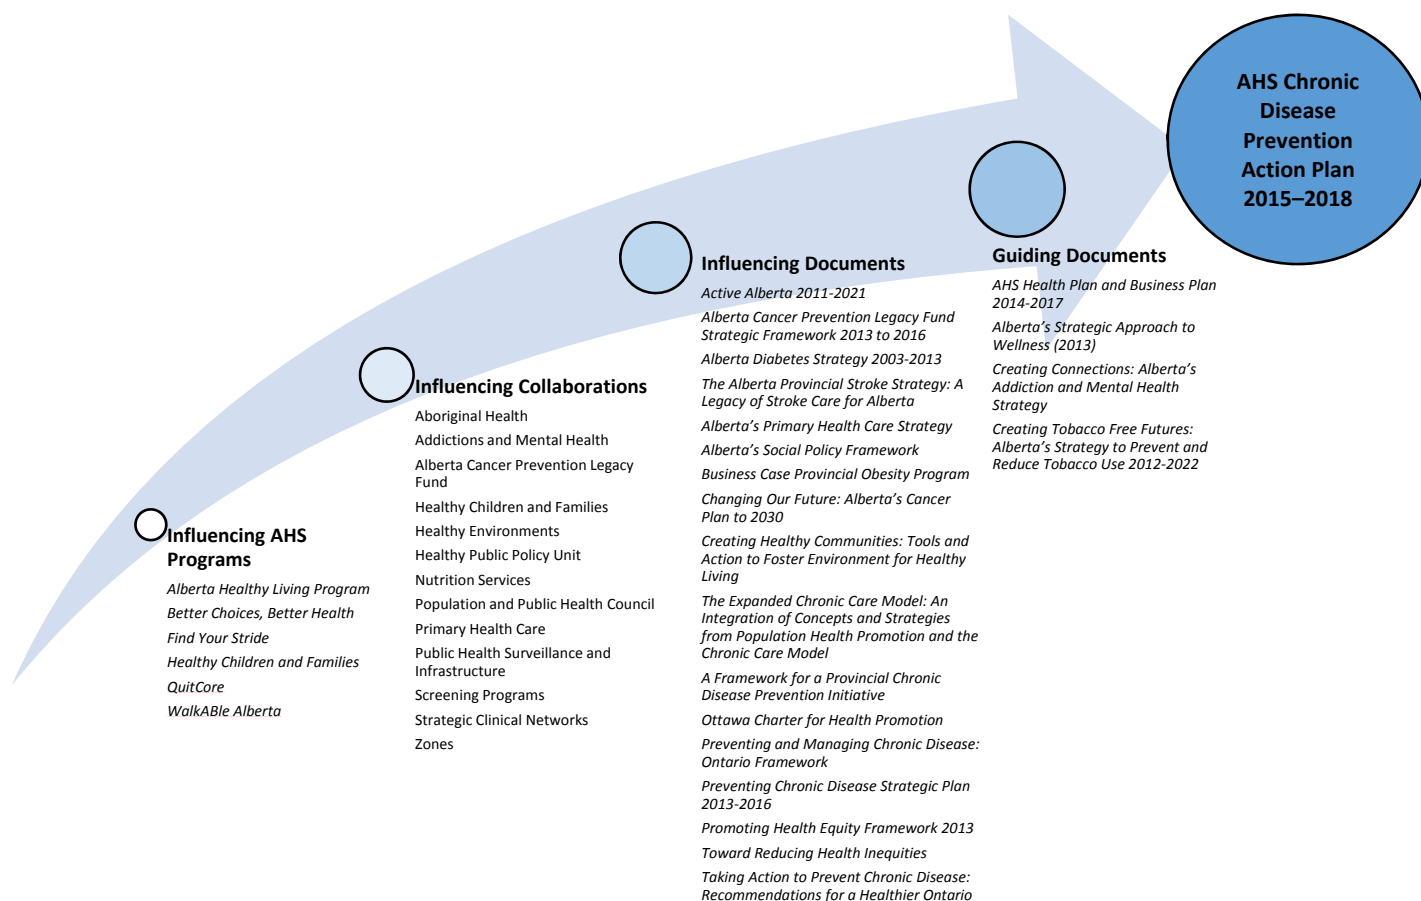 AHS Chronic
Disease
Prevention
Action Plan
2015–2018
Guiding Documents
AHS Health Plan and Business Plan
2014-2017
Alberta’s Strategic Approach to
Wellness (2013)
Creating Connections: Alberta’s
Addiction and Mental Health
Strategy
Creating Tobacco Free Futures:
Alberta’s Strategy to Prevent and
Reduce Tobacco Use 2012-2022
Influencing Documents
Active Alberta 2011-2021
Alberta Cancer Prevention Legacy Fund
Strategic Framework 2013 to 2016
Alberta Diabetes Strategy 2003-2013
The Alberta Provincial Stroke Strategy: A
Legacy of Stroke Care for Alberta
Alberta’s Primary Health Care Strategy
Alberta’s Social Policy Framework
Business Case Provincial Obesity Program
Changing Our Future: Alberta’s Cancer
Plan to 2030
Creating Healthy Communities: Tools and
Action to Foster Environment for Healthy
Living
The Expanded Chronic Care Model: An
Integration of Concepts and Strategies
from Population Health Promotion and the
Chronic Care Model
A Framework for a Provincial Chronic
Disease Prevention Initiative
Ottawa Charter for Health Promotion
Preventing and Managing Chronic Disease:
Ontario Framework
Preventing Chronic Disease Strategic Plan
2013-2016
Promoting Health Equity Framework 2013
Toward Reducing Health Inequities
Taking Action to Prevent Chronic Disease:
Recommendations for a Healthier Ontario
Influencing Collaborations
Aboriginal Health
Addictions and Mental Health
Alberta Cancer Prevention Legacy
Fund
Healthy Children and Families
Healthy Environments
Healthy Public Policy Unit
Nutrition Services
Population and Public Health Council
Primary Health Care
Public Health Surveillance and
Infrastructure
Screening Programs
Strategic Clinical Networks
Zones
Influencing AHS
Programs
Alberta Healthy Living Program
Better Choices, Better Health
Find Your Stride
Healthy Children and Families
QuitCore
WalkABle Alberta